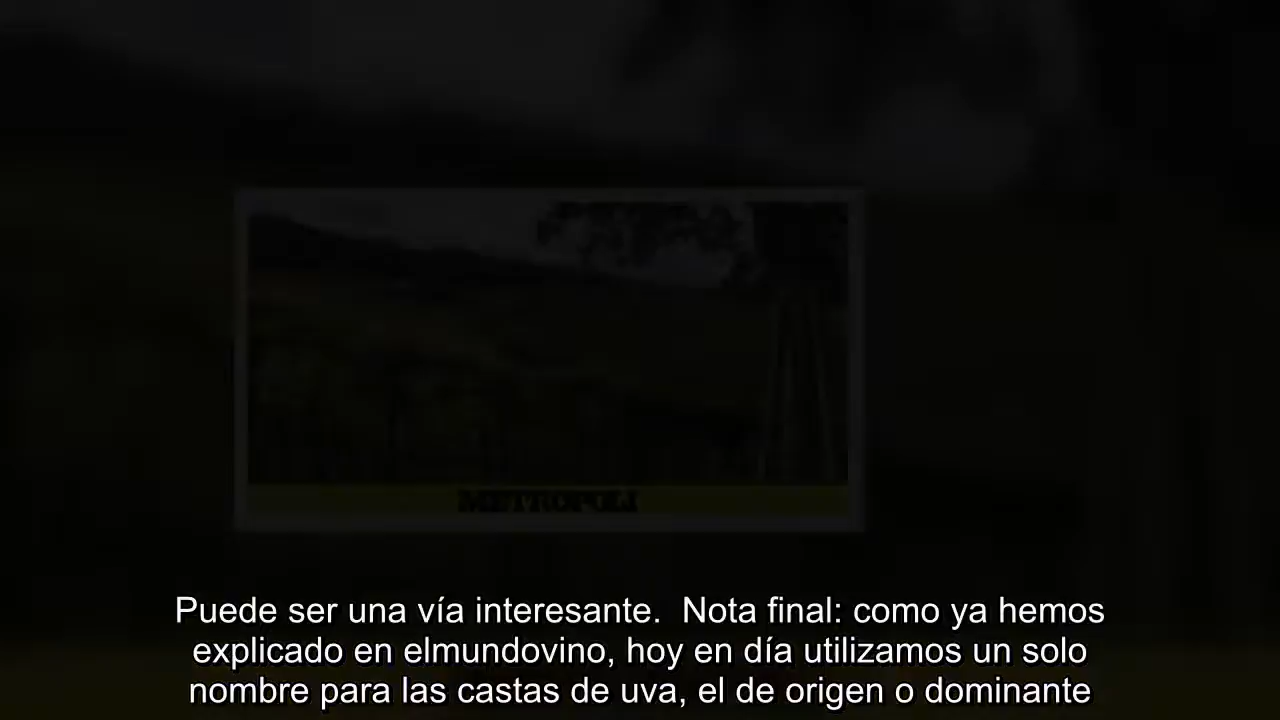 METROPOLI
Puede ser una vía interesante.  Nota final: como ya hemos
explicado en elmundovino, hoy en día utilizamos un solo
nombre para las castas de uva, el de origen o dominante